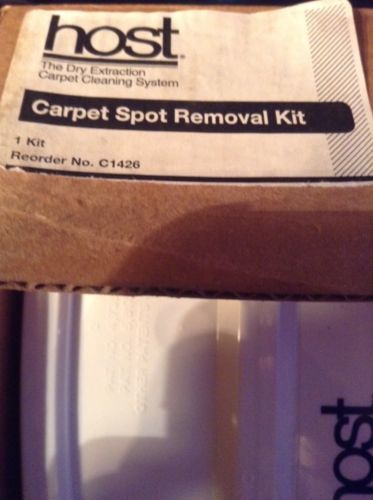 host.
The Dry Extraction
Carpet Cleaning System
Carpet Spot Removal Kit
1 Kit
Reorder No. C1426
host